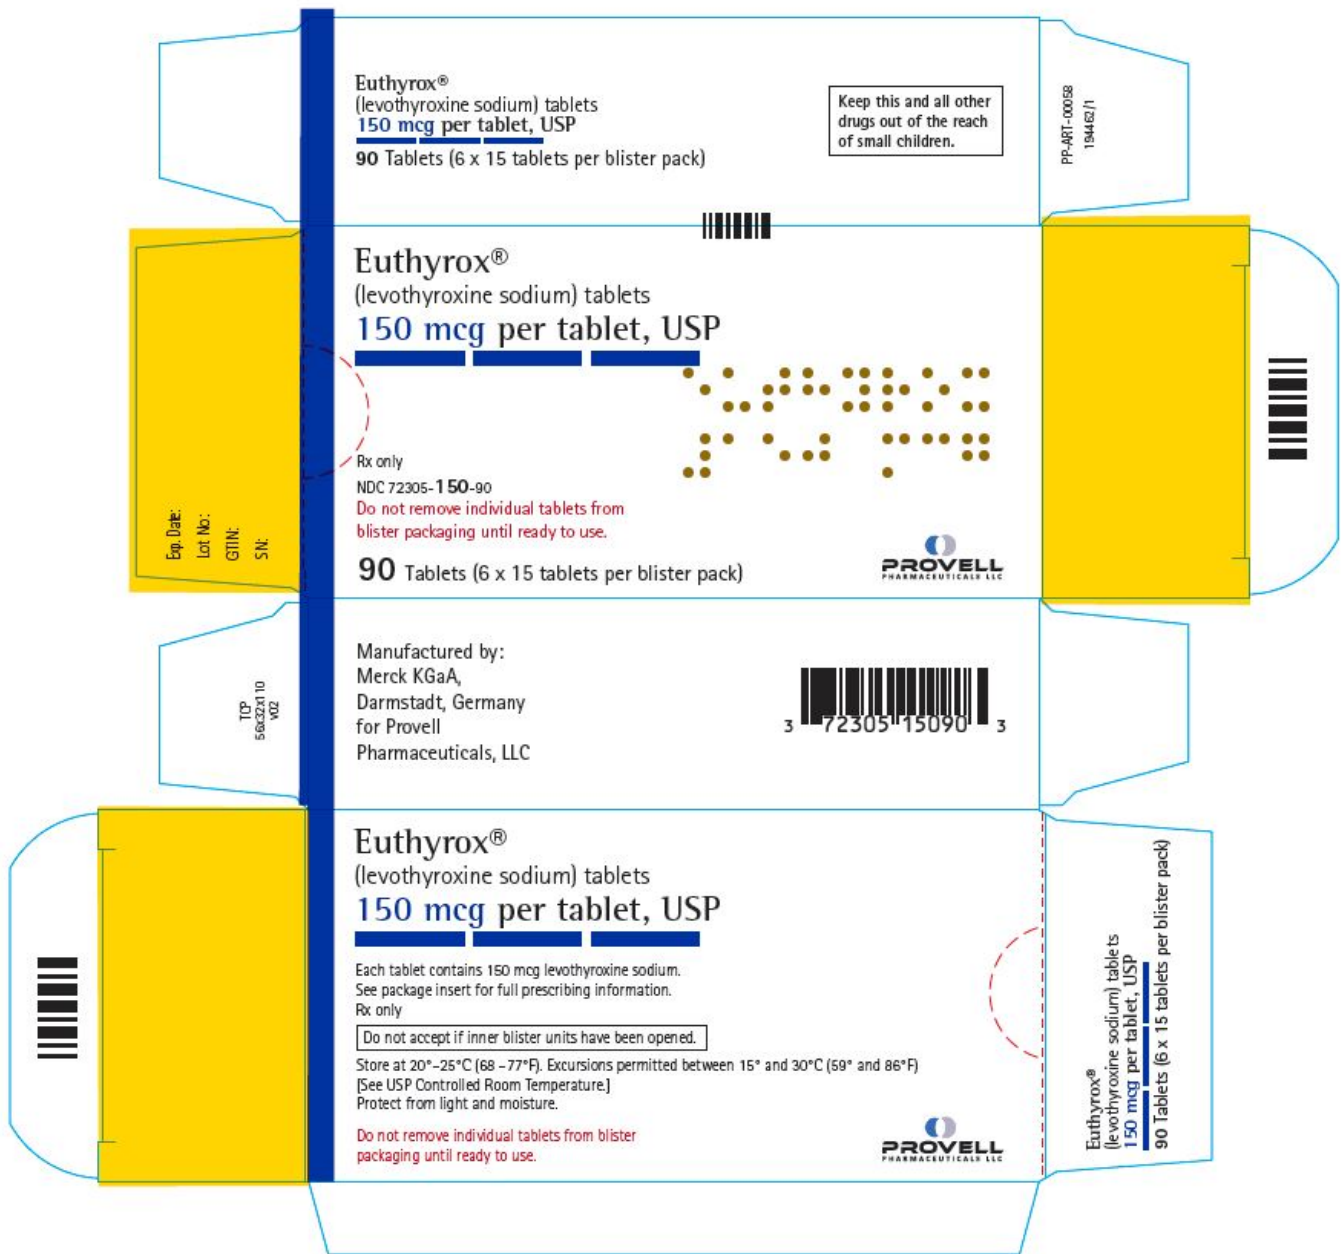 Euthyrox®
(levothyroxine sodium) tablets
150 mcg per tablet, USP
90 Tablets (6 x 15 tablets per blister pack)
Keep this and all other
drugs out of the reach
of small children.
PP-ART-00058
194462/1
Euthyrox®
(levothyroxine sodium) tablets
150 mcg per tablet, USP
Rx only
NDC 72305-150-90
Do not remove individual tablets from
blister packaging until ready to use.
90 Tablets (6 x 15 tablets per blister pack)
PROVELL
PHARMACEUTICALS LLC
Exp. Date:
Lot No:
GTIN:
SN:
TCP
56x32x110
v02
Manufactured by:
Merck KGaA,
Darmstadt, Germany
for Provell
Pharmaceuticals, LLC
3 72305 15090 3
Euthyrox®
(levothyroxine sodium) tablets
150 mcg per tablet, USP
Each tablet contains 150 mcg levothyroxine sodium.
See package insert for full prescribing information.
Rx only
Do not accept if inner blister units have been opened.
Store at 20°–25°C (68 –77°F). Excursions permitted between 15° and 30°C (59° and 86°F)
[See USP Controlled Room Temperature.]
Protect from light and moisture.
Do not remove individual tablets from blister
packaging until ready to use.
PROVELL
PHARMACEUTICALS LLC
Euthyrox®
(levothyroxine sodium) tablets
150 mcg per tablet, USP
90 Tablets (6 x 15 tablets per blister pack)